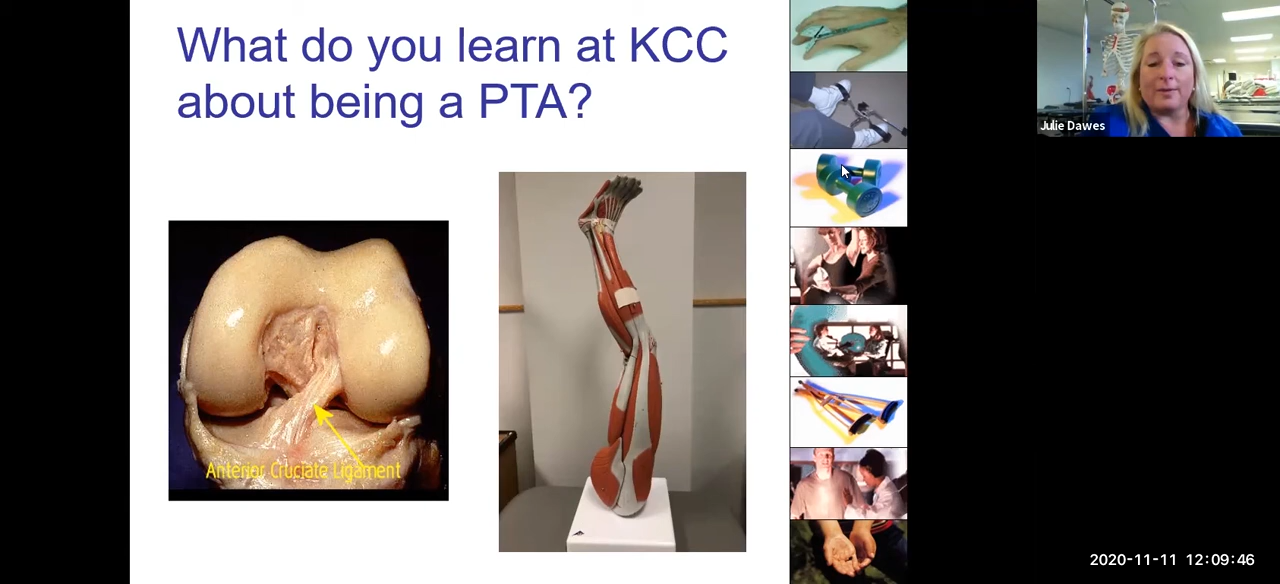 What do you learn at KCC
about being a PTA?
Anterior Cruciate Ligament
Julie Dawes
2020-11-11 12:09:46